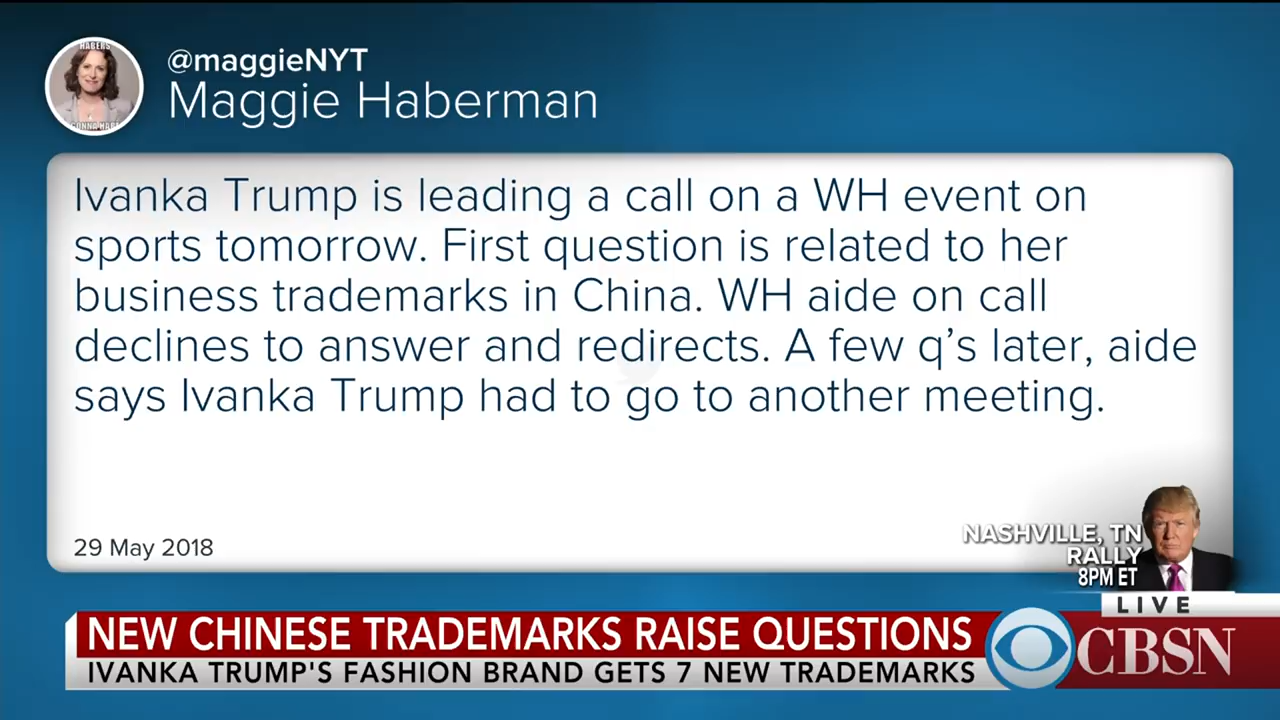 HABERS
GONNA HABE
@maggieNYT
Maggie Haberman
Ivanka Trump is leading a call on a WH event on
sports tomorrow. First question is related to her
business trademarks in China. WH aide on call
declines to answer and redirects. A few q’s later, aide
says Ivanka Trump had to go to another meeting.
29 May 2018
NASHVILLE, TN
RALLY
8PM ET
LIVE
NEW CHINESE TRADEMARKS RAISE QUESTIONS
IVANKA TRUMP'S FASHION BRAND GETS 7 NEW TRADEMARKS
CBSN